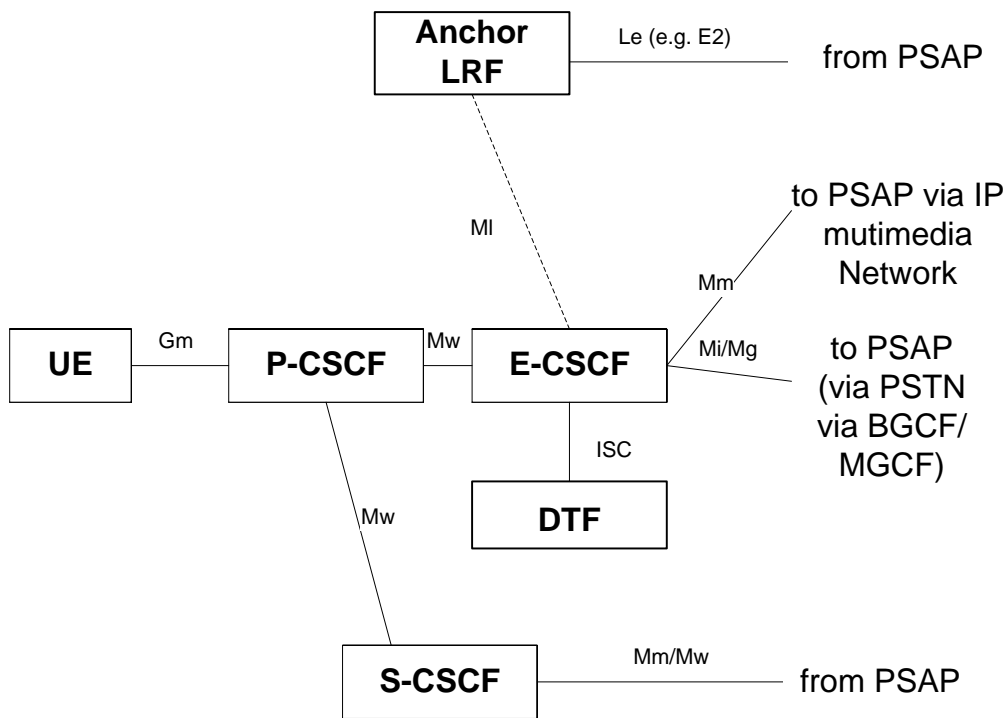 Anchor
LRF
Le (e.g. E2)
from PSAP
to PSAP via IP
mutimedia
Network
Ml
Mm
UE
Gm
P-CSCF
Mw
E-CSCF
Mi/Mg
to PSAP
(via PSTN
via BGCF/
MGCF)
ISC
DTF
Mw
S-CSCF
Mm/Mw
from PSAP